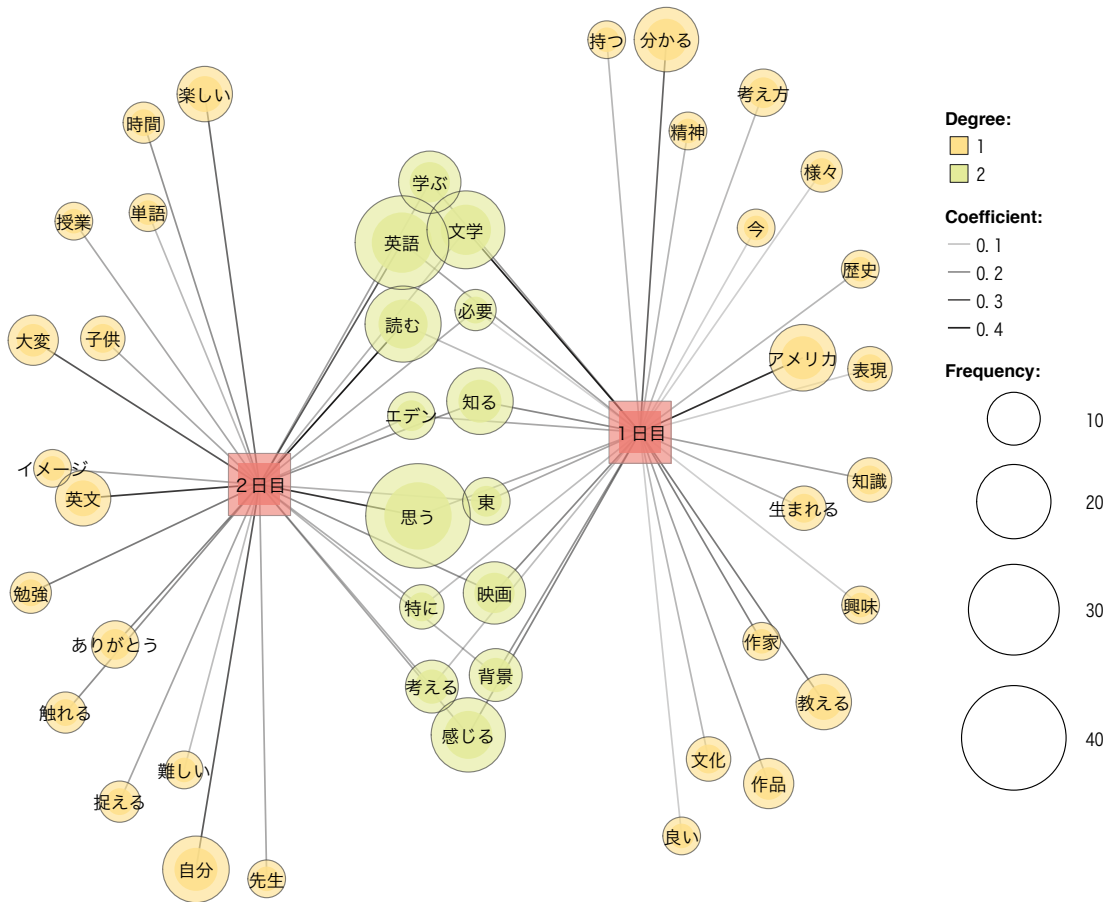 持つ
分かる
楽しい
考え方
時間
精神
様々
学ぶ
単語
授業
今
文学
英語
歴史
必要
読む
大変
子供
アメリカ
表現
知る
エデン
1日目
イメージ
英文
2日目
思う
東
知識
生まれる
勉強
特に
映画
興味
ありがとう
作家
触れる
考える
背景
教える
感じる
難しい
捉える
文化
作品
良い
自分
先生
Degree:
1
2
Coefficient:
0.1
0.2
0.3
0.4
Frequency:
10
20
30
40